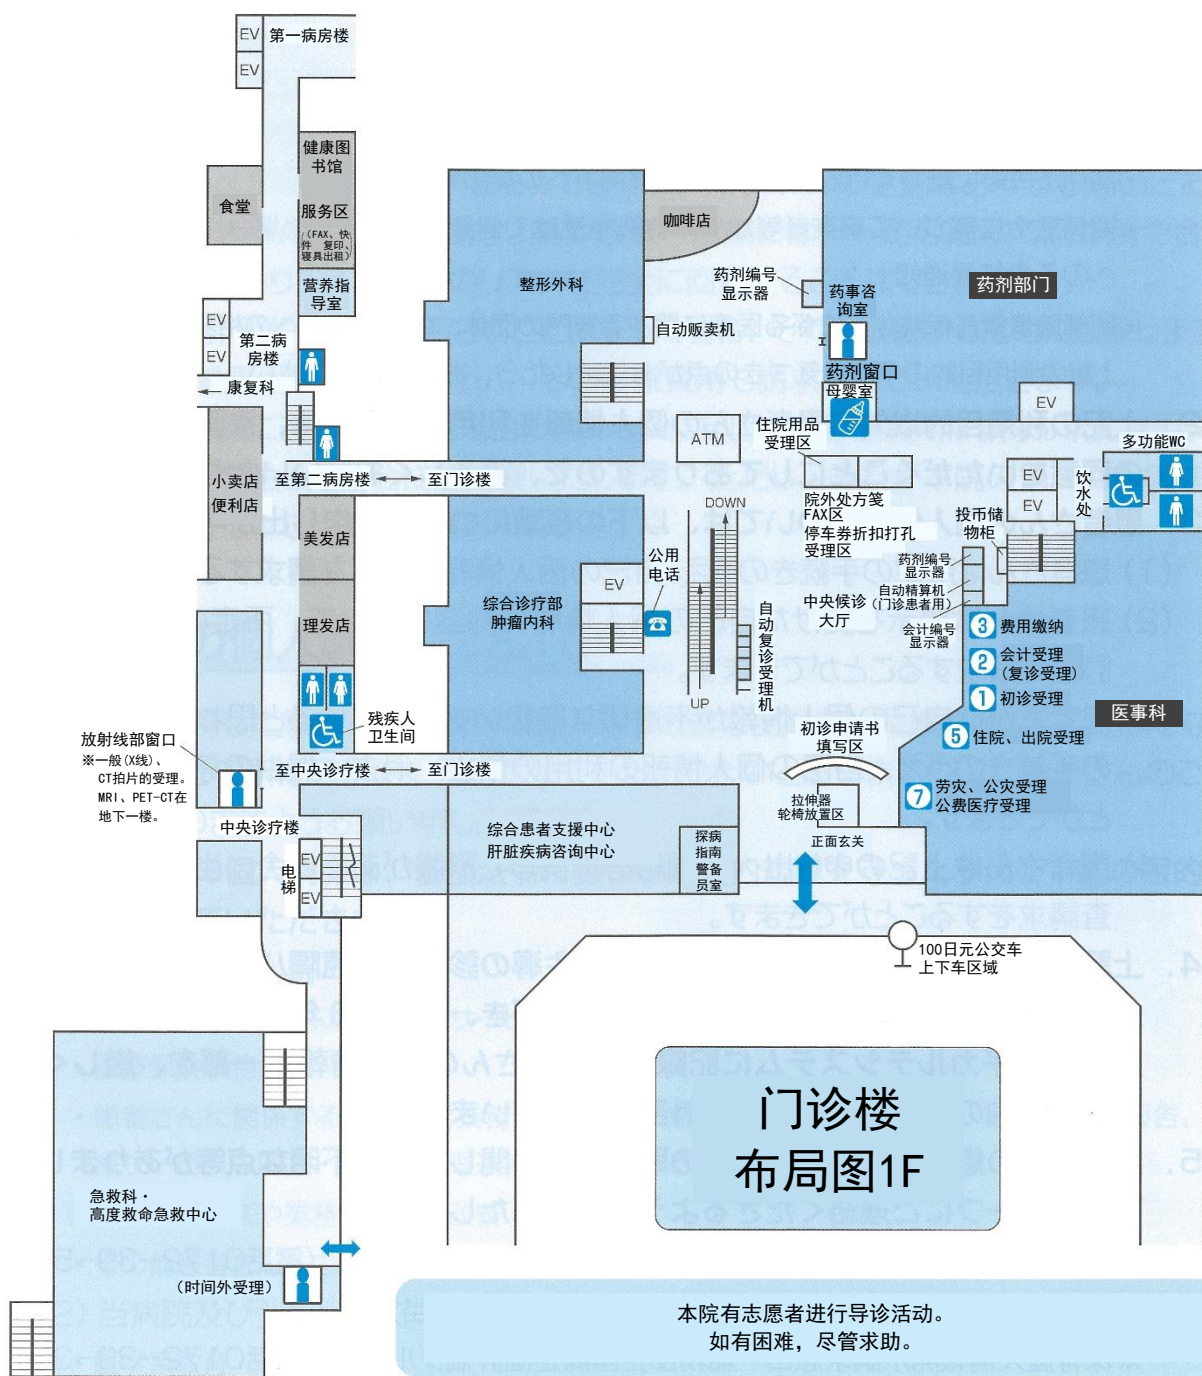 EV
第一病房楼
EV
健康图
书馆
食堂
服务区
(FAX、快
件 复印、
寝具出租)
营养指
导室
咖啡店
整形外科
药剂编号
显示器
药事咨
询室
药剂部门
自动贩卖机
EV
第二病
房楼
EV
康复科
药剂窗口
母婴室
EV
ATM
住院用品
受理区
多功能WC
小卖店
便利店
至第二病房楼
至门诊楼
EV
EV
饮
水
处
DOWN
院外处方笺
FAX区
停车券折扣打孔
受理区
投币储
物柜
美发店
公用
电话
药剂编号
显示器
EV
综合诊疗部
肿瘤内科
自动精算机
(门诊患者用)
中央候诊
大厅
会计编号
显示器
理发店
自
动
复
诊
受
理
机
3 费用缴纳
2 会计受理
(复诊受理)
1 初诊受理
UP
医事科
残疾人
卫生间
初诊申请书
填写区
5 住院、出院受理
放射线部窗口
※一般(X线)、
CT拍片的受理。
MRI、PET-CT在
地下一楼。
至中央诊疗楼
至门诊楼
7 劳灾、公灾受理
公费医疗受理
拉伸器
轮椅放置区
中央诊疗楼
综合患者支援中心
肝脏疾病咨询中心
探病
指南
警备
员室
正面玄关
电
梯
EV
EV
100日元公交车
上下车区域
门诊楼
布局图1F
急救科·
高度救命急救中心
(时间外受理)
本院有志愿者进行导诊活动。
如有困难，尽管求助。